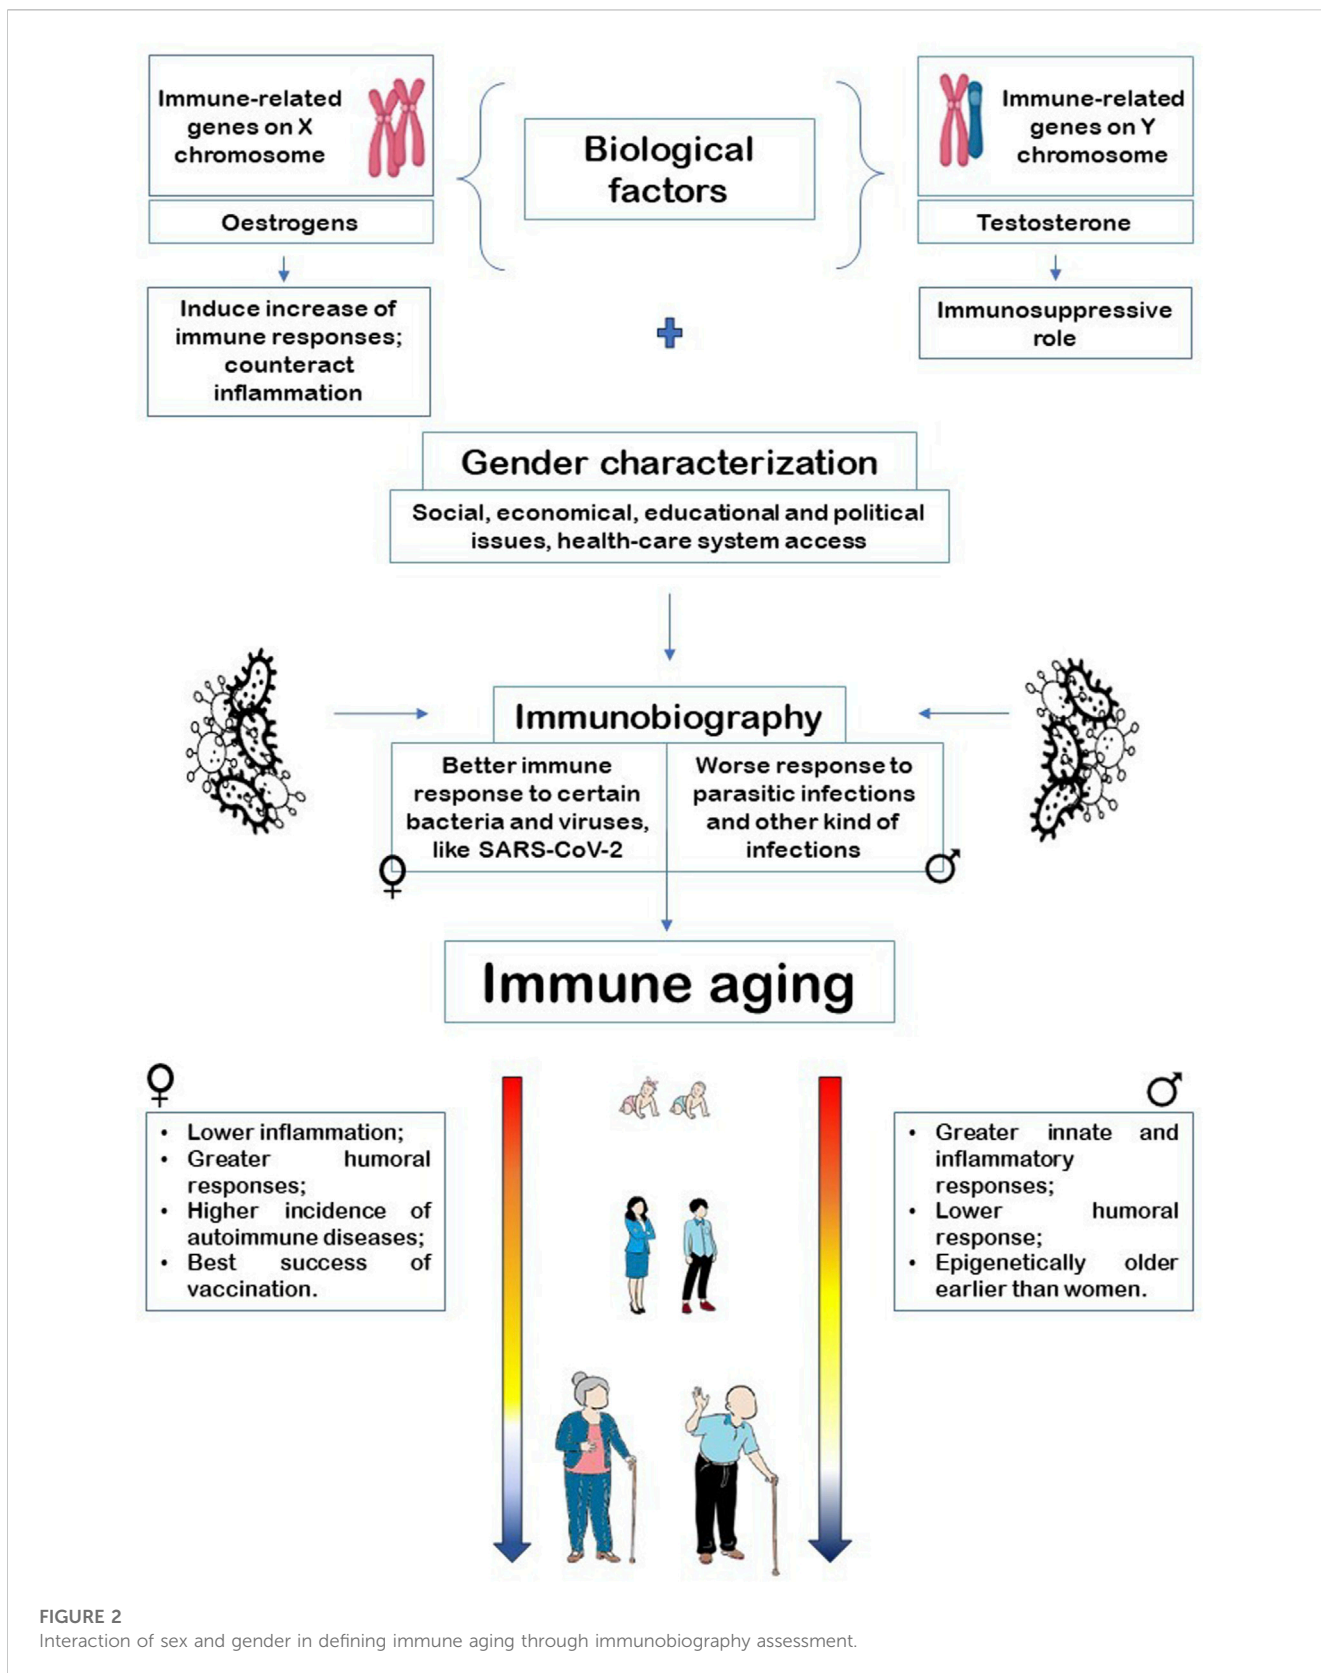 Immune-related
genes on X
chromosome
Oestrogens
Induce increase of
immune responses;
counteract
inflammation
Biological
factors
Immune-related
genes on Y
chromosome
Testosterone
Immunosuppressive
role
Gender characterization
Social, economical, educational and political
issues, health-care system access
Immunobiography
Better immune
response to certain
bacteria and viruses,
like SARS-CoV-2
Worse response to
parasitic infections
and other kind of
infections
Immune aging
• Lower inflammation;
• Greater humoral
responses;
• Higher incidence of
autoimmune diseases;
• Best success of
vaccination.
• Greater innate and
inflammatory
responses;
• Lower humoral
response;
• Epigenetically older
earlier than women.
FIGURE 2
Interaction of sex and gender in defining immune aging through immunobiography assessment.